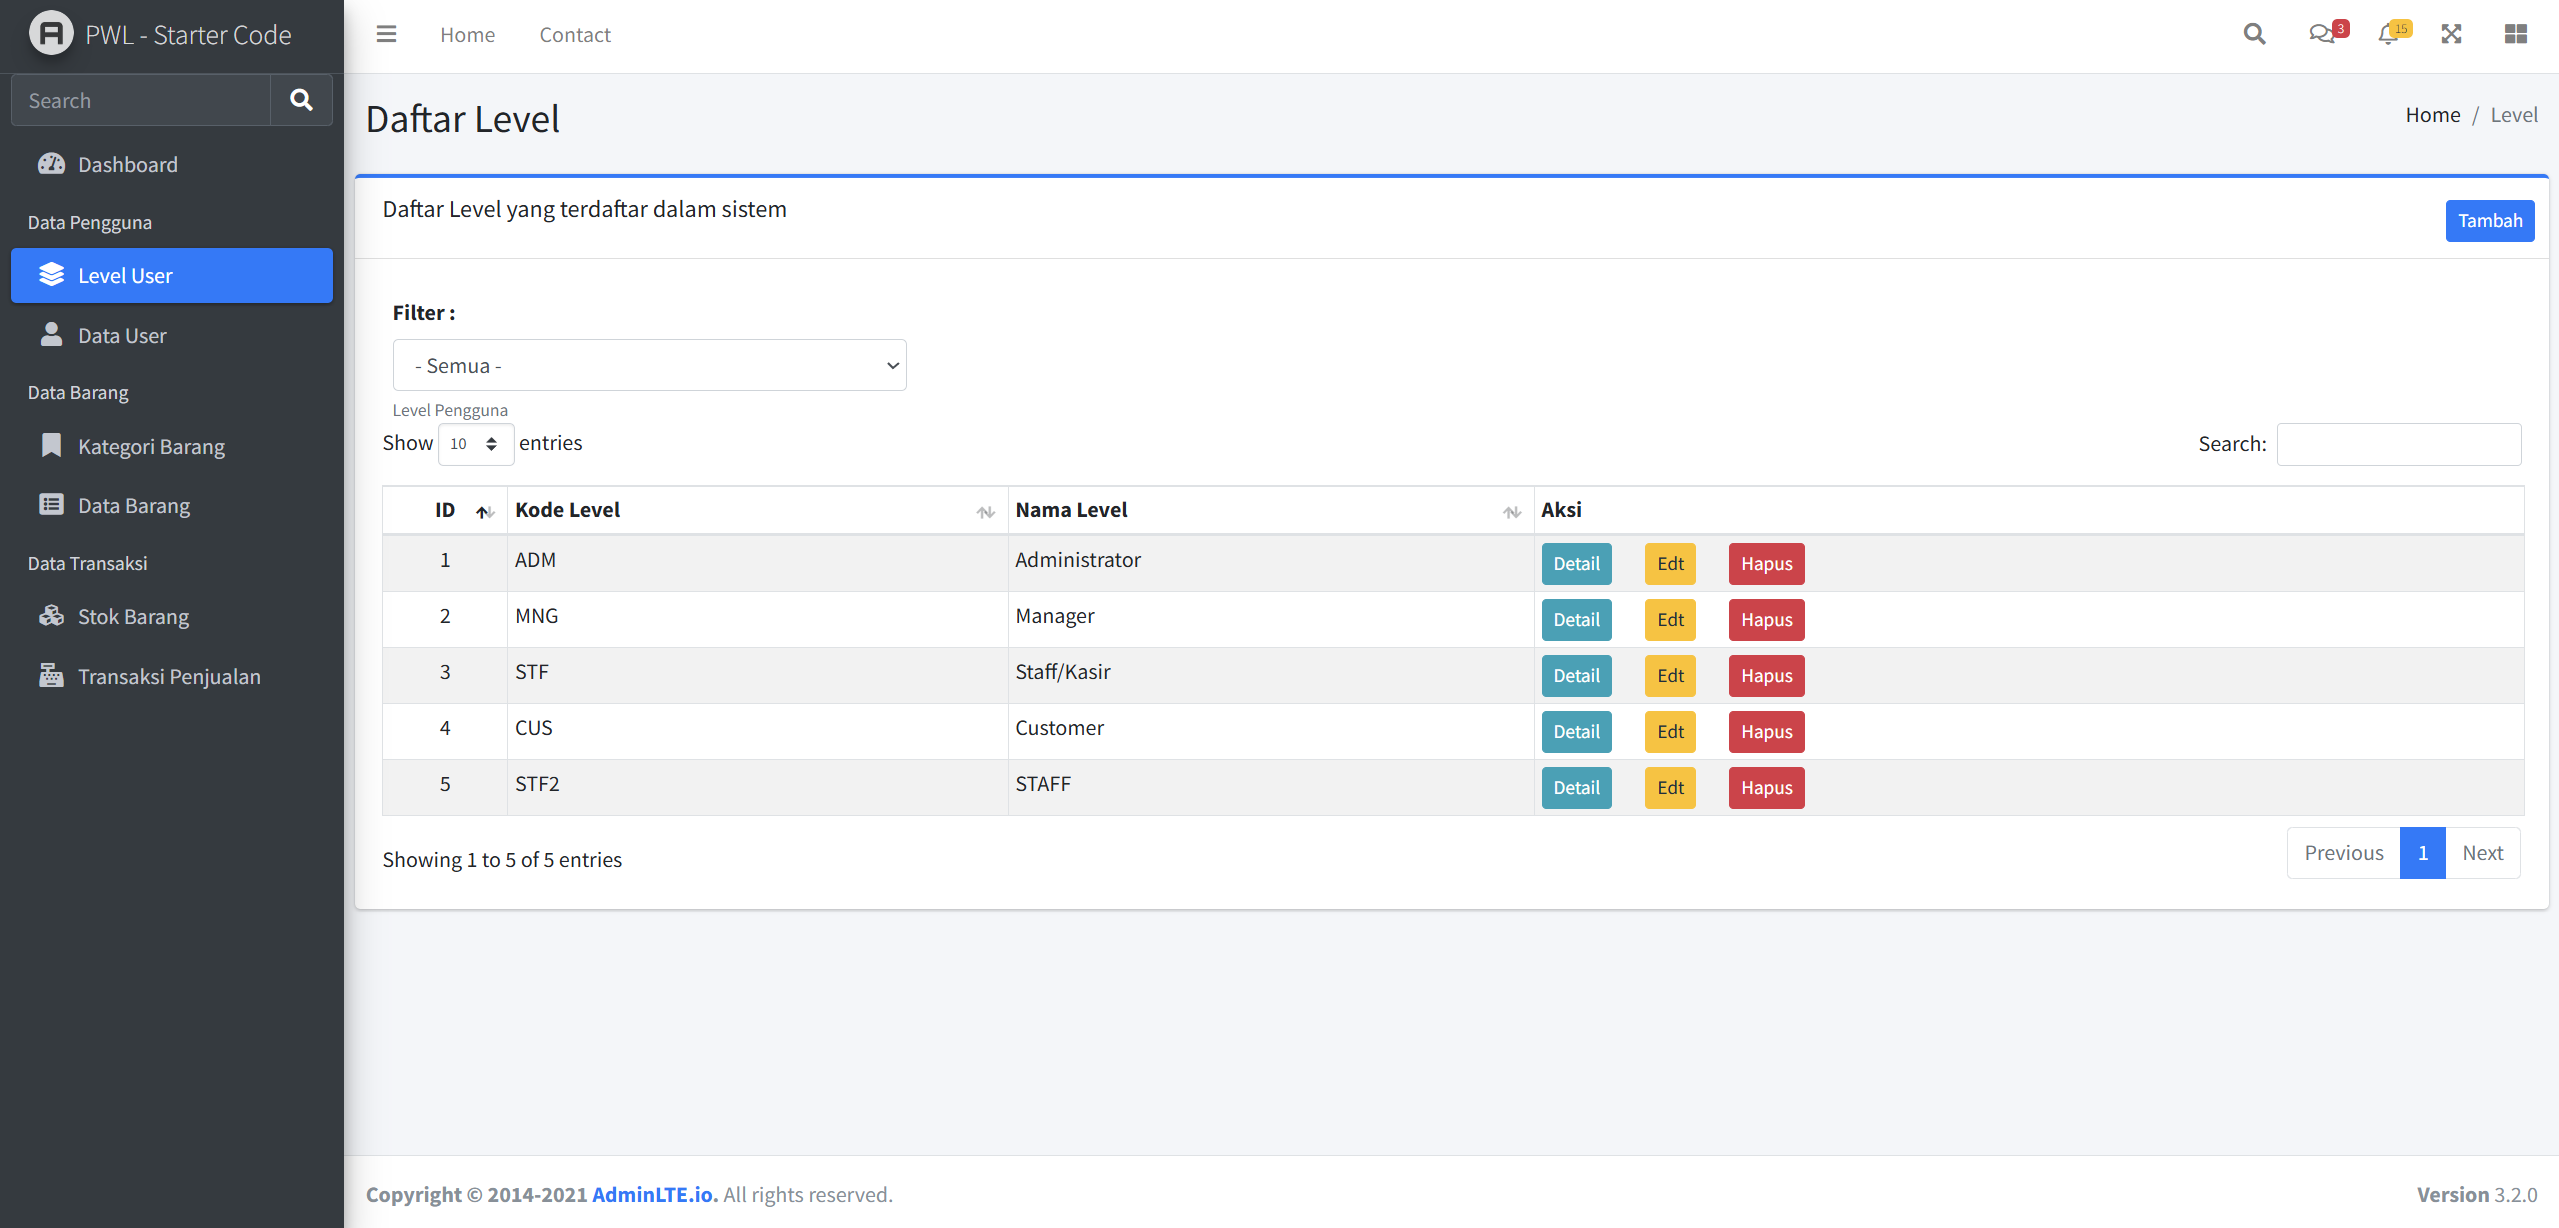 PWL - Starter Code
Search
Dashboard
Data Pengguna
Level User
Data User
Data Barang
Kategori Barang
Data Barang
Data Transaksi
Stok Barang
Transaksi Penjualan
Home Contact
3
15
Daftar Level
Home / Level
Daftar Level yang terdaftar dalam sistem
Tambah
Filter :
- Semua -
Level Pengguna
Show 10 entries
Search:
ID Kode Level Nama Level Aksi
1 ADM Administrator Detail Edt Hapus
2 MNG Manager Detail Edt Hapus
3 STF Staff/Kasir Detail Edt Hapus
4 CUS Customer Detail Edt Hapus
5 STF2 STAFF Detail Edt Hapus
Showing 1 to 5 of 5 entries
Previous 1 Next
Copyright © 2014-2021 AdminLTE.io. All rights reserved.
Version 3.2.0